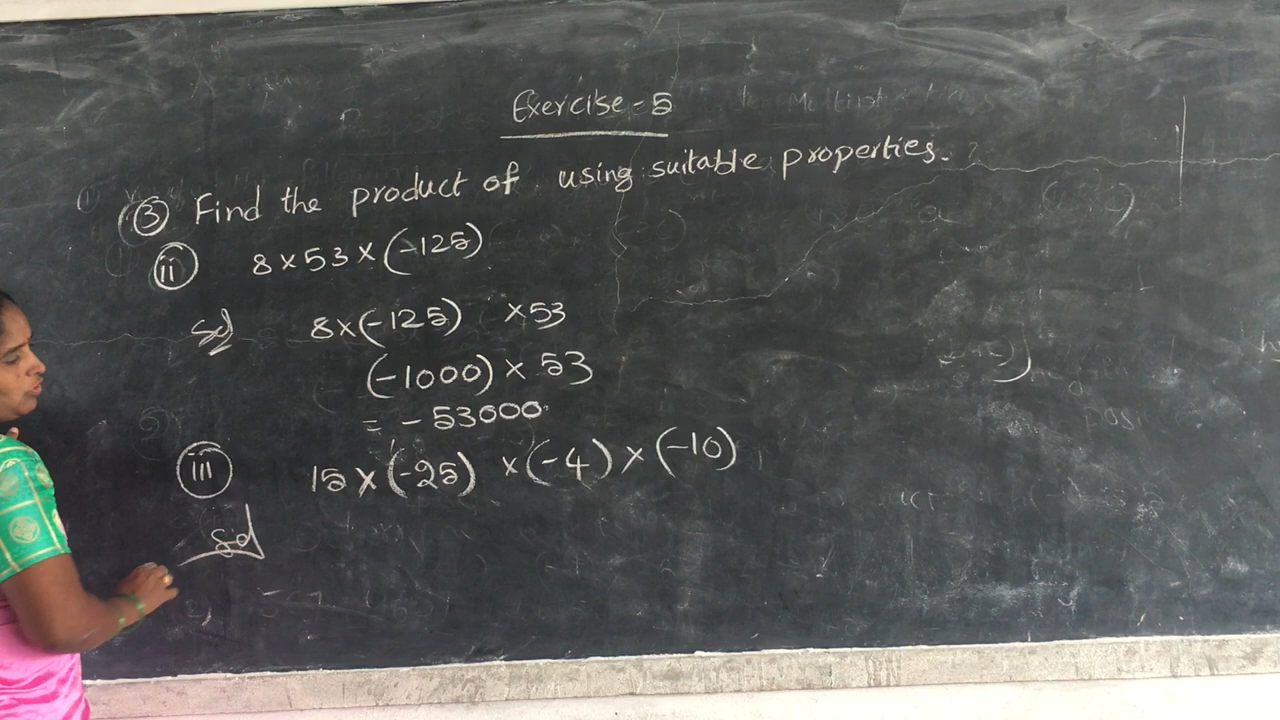 Exercise-5
③ Find the product of using suitable properties.
ⅱ 8×53×(-125)
Sol 8×(-125) ×53
(-1000)×53
= -53000
ⅲ 15×(-25)×(-4)×(-10)
Sol